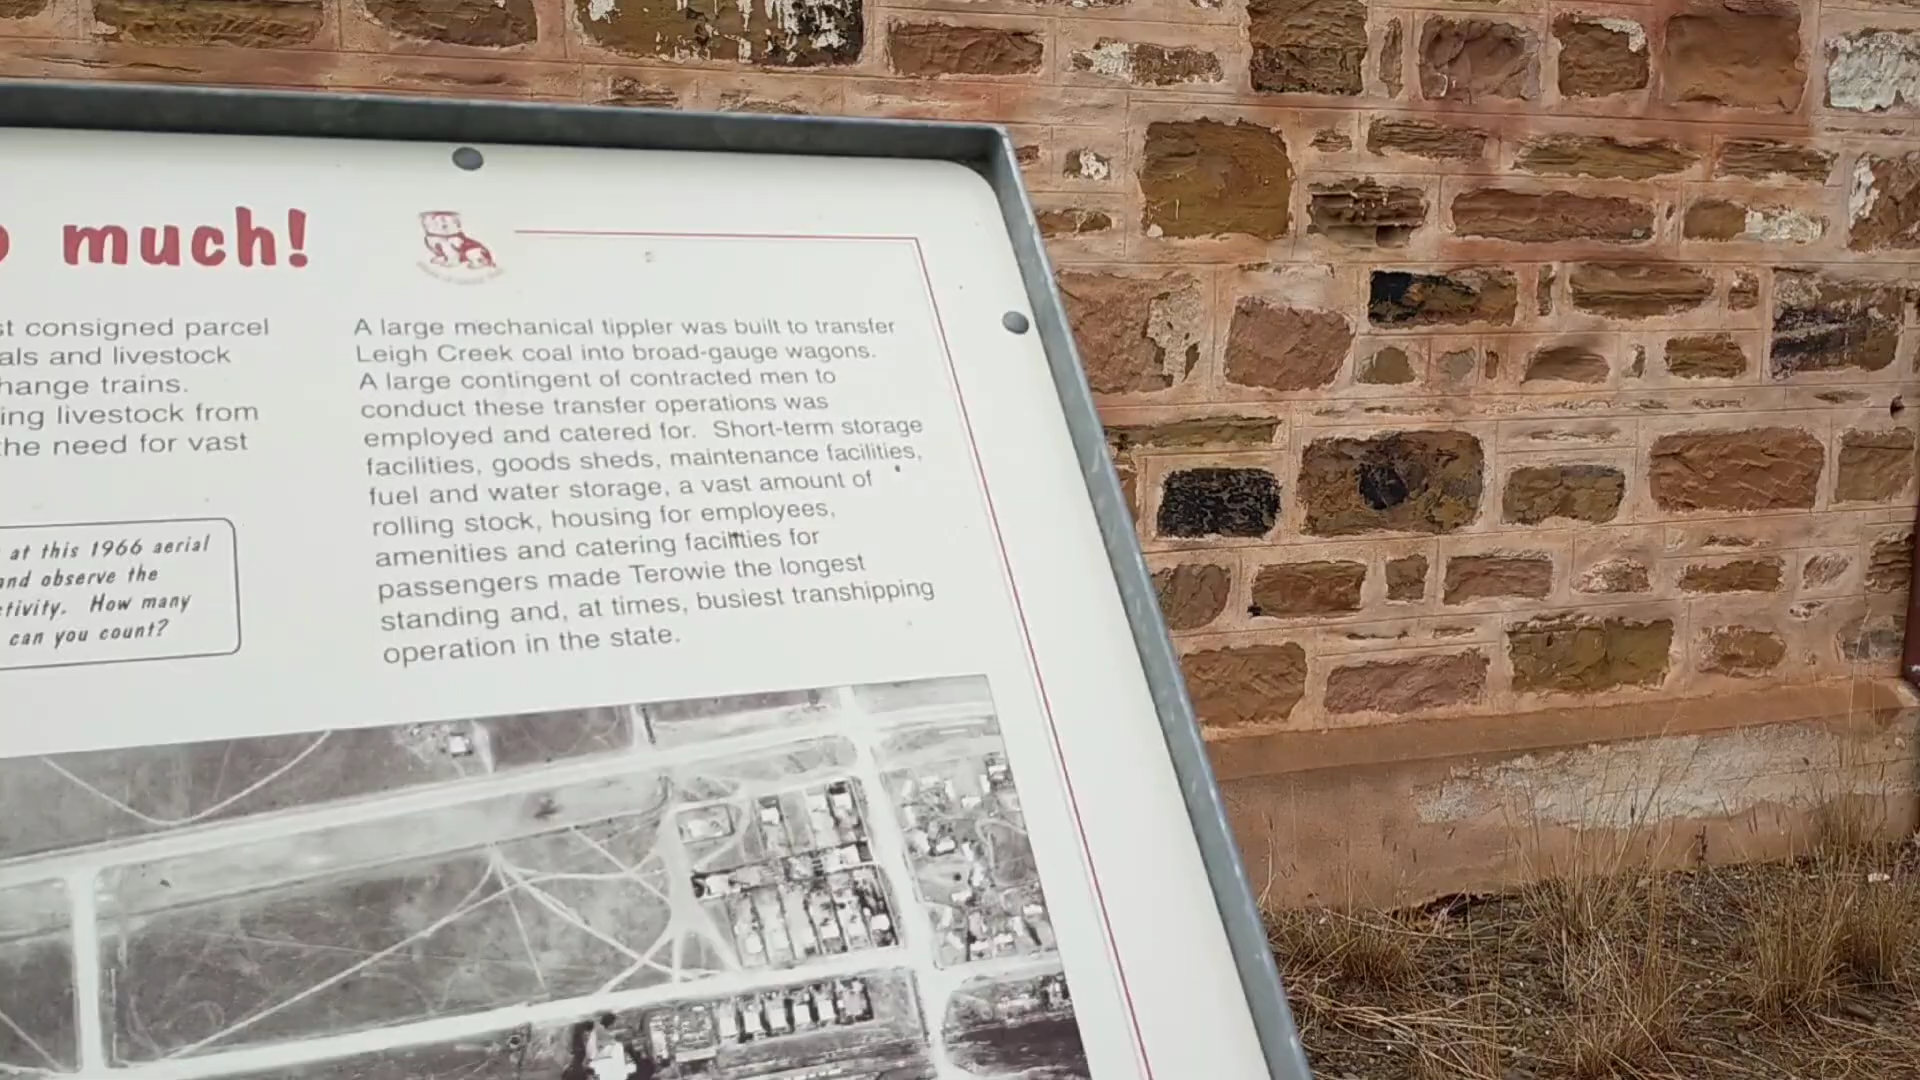 much!
st consigned parcel
als and livestock
hange trains.
ing livestock from
the need for vast
at this 1966 aerial
and observe the
tivity. How many
can you count?
A large mechanical tippler was built to transfer
Leigh Creek coal into broad-gauge wagons.
A large contingent of contracted men to
conduct these transfer operations was
employed and catered for. Short-term storage
facilities, goods sheds, maintenance facilities,
fuel and water storage, a vast amount of
rolling stock, housing for employees,
amenities and catering facilities for
passengers made Terowie the longest
standing and, at times, busiest transhipping
operation in the state.